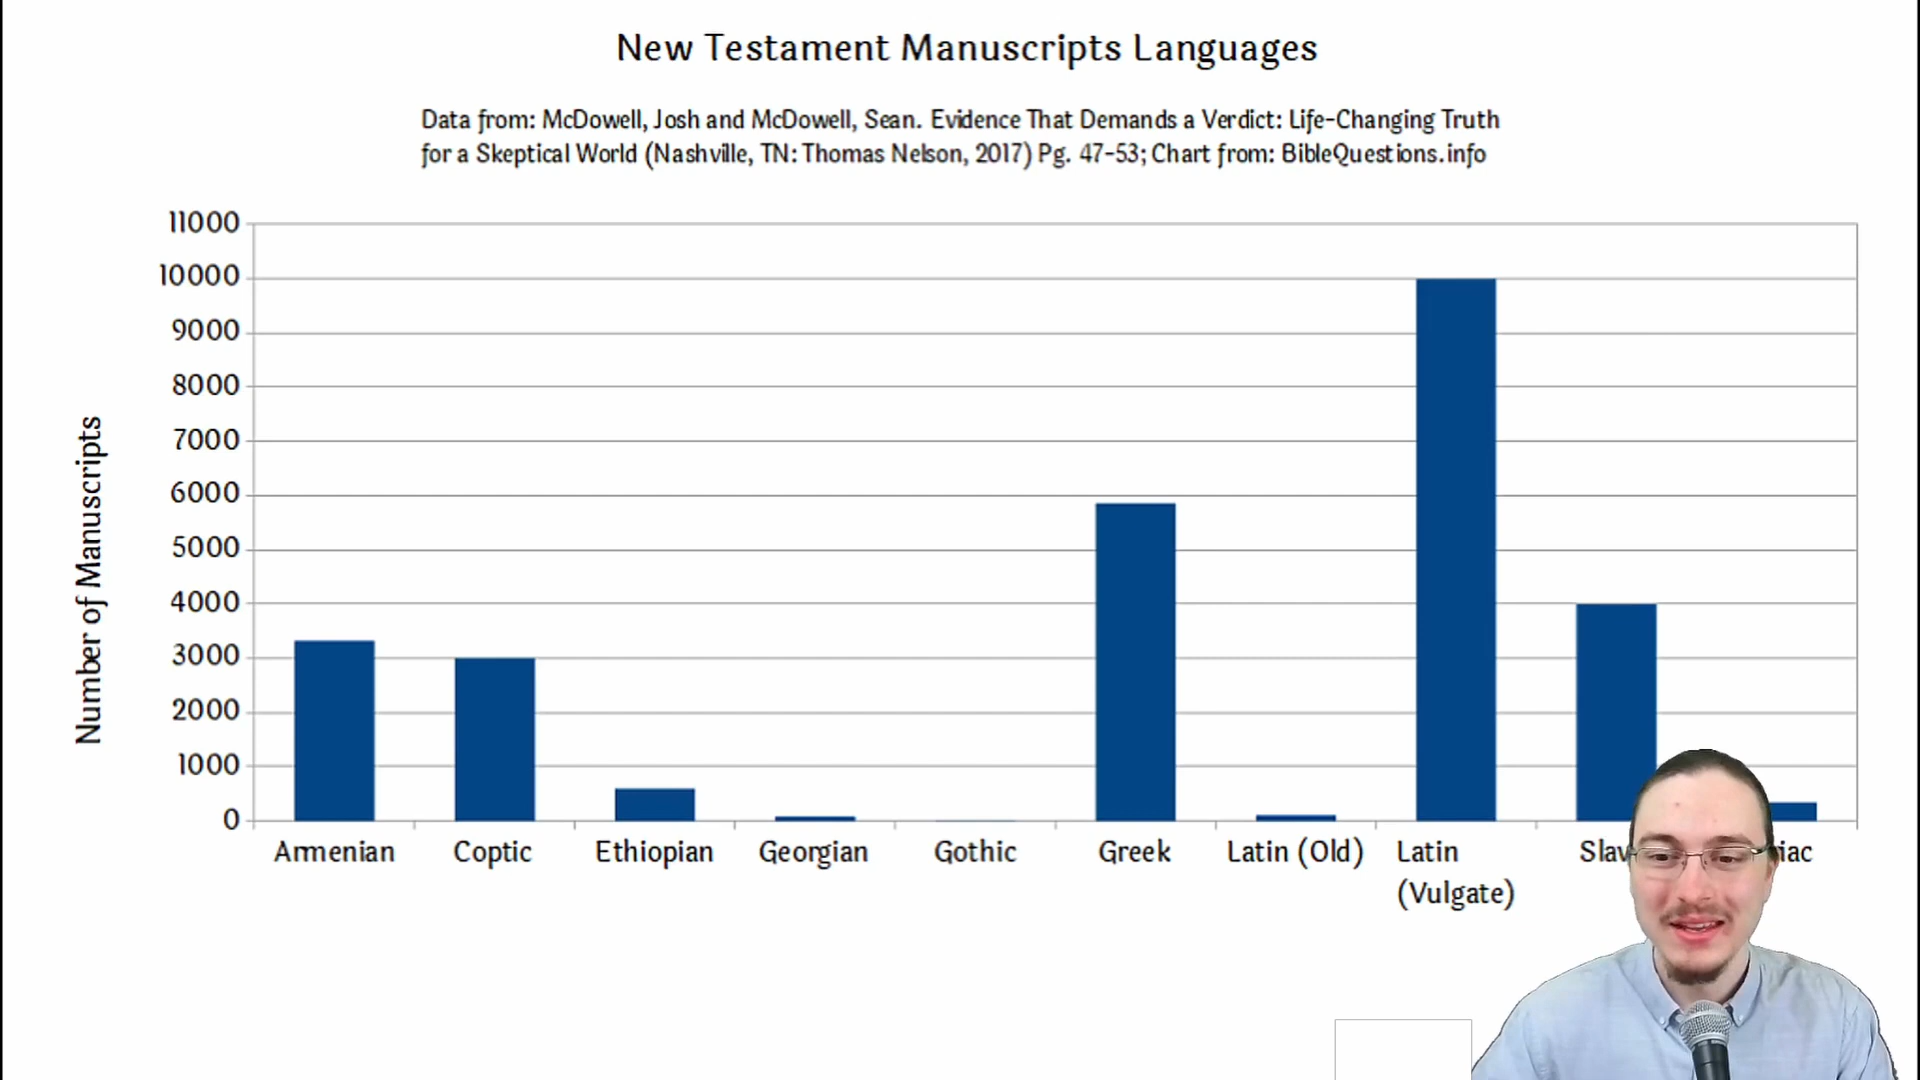 New Testament Manuscripts Languages
Data from: McDowell, Josh and McDowell, Sean. Evidence That Demands a Verdict: Life-Changing Truth
for a Skeptical World (Nashville, TN: Thomas Nelson, 2017) Pg. 47-53; Chart from: BibleQuestions.info
Number of Manuscripts
11000
10000
9000
8000
7000
6000
5000
4000
3000
2000
1000
0
Armenian Coptic Ethiopian Georgian Gothic Greek Latin (Old) Latin
(Vulgate)